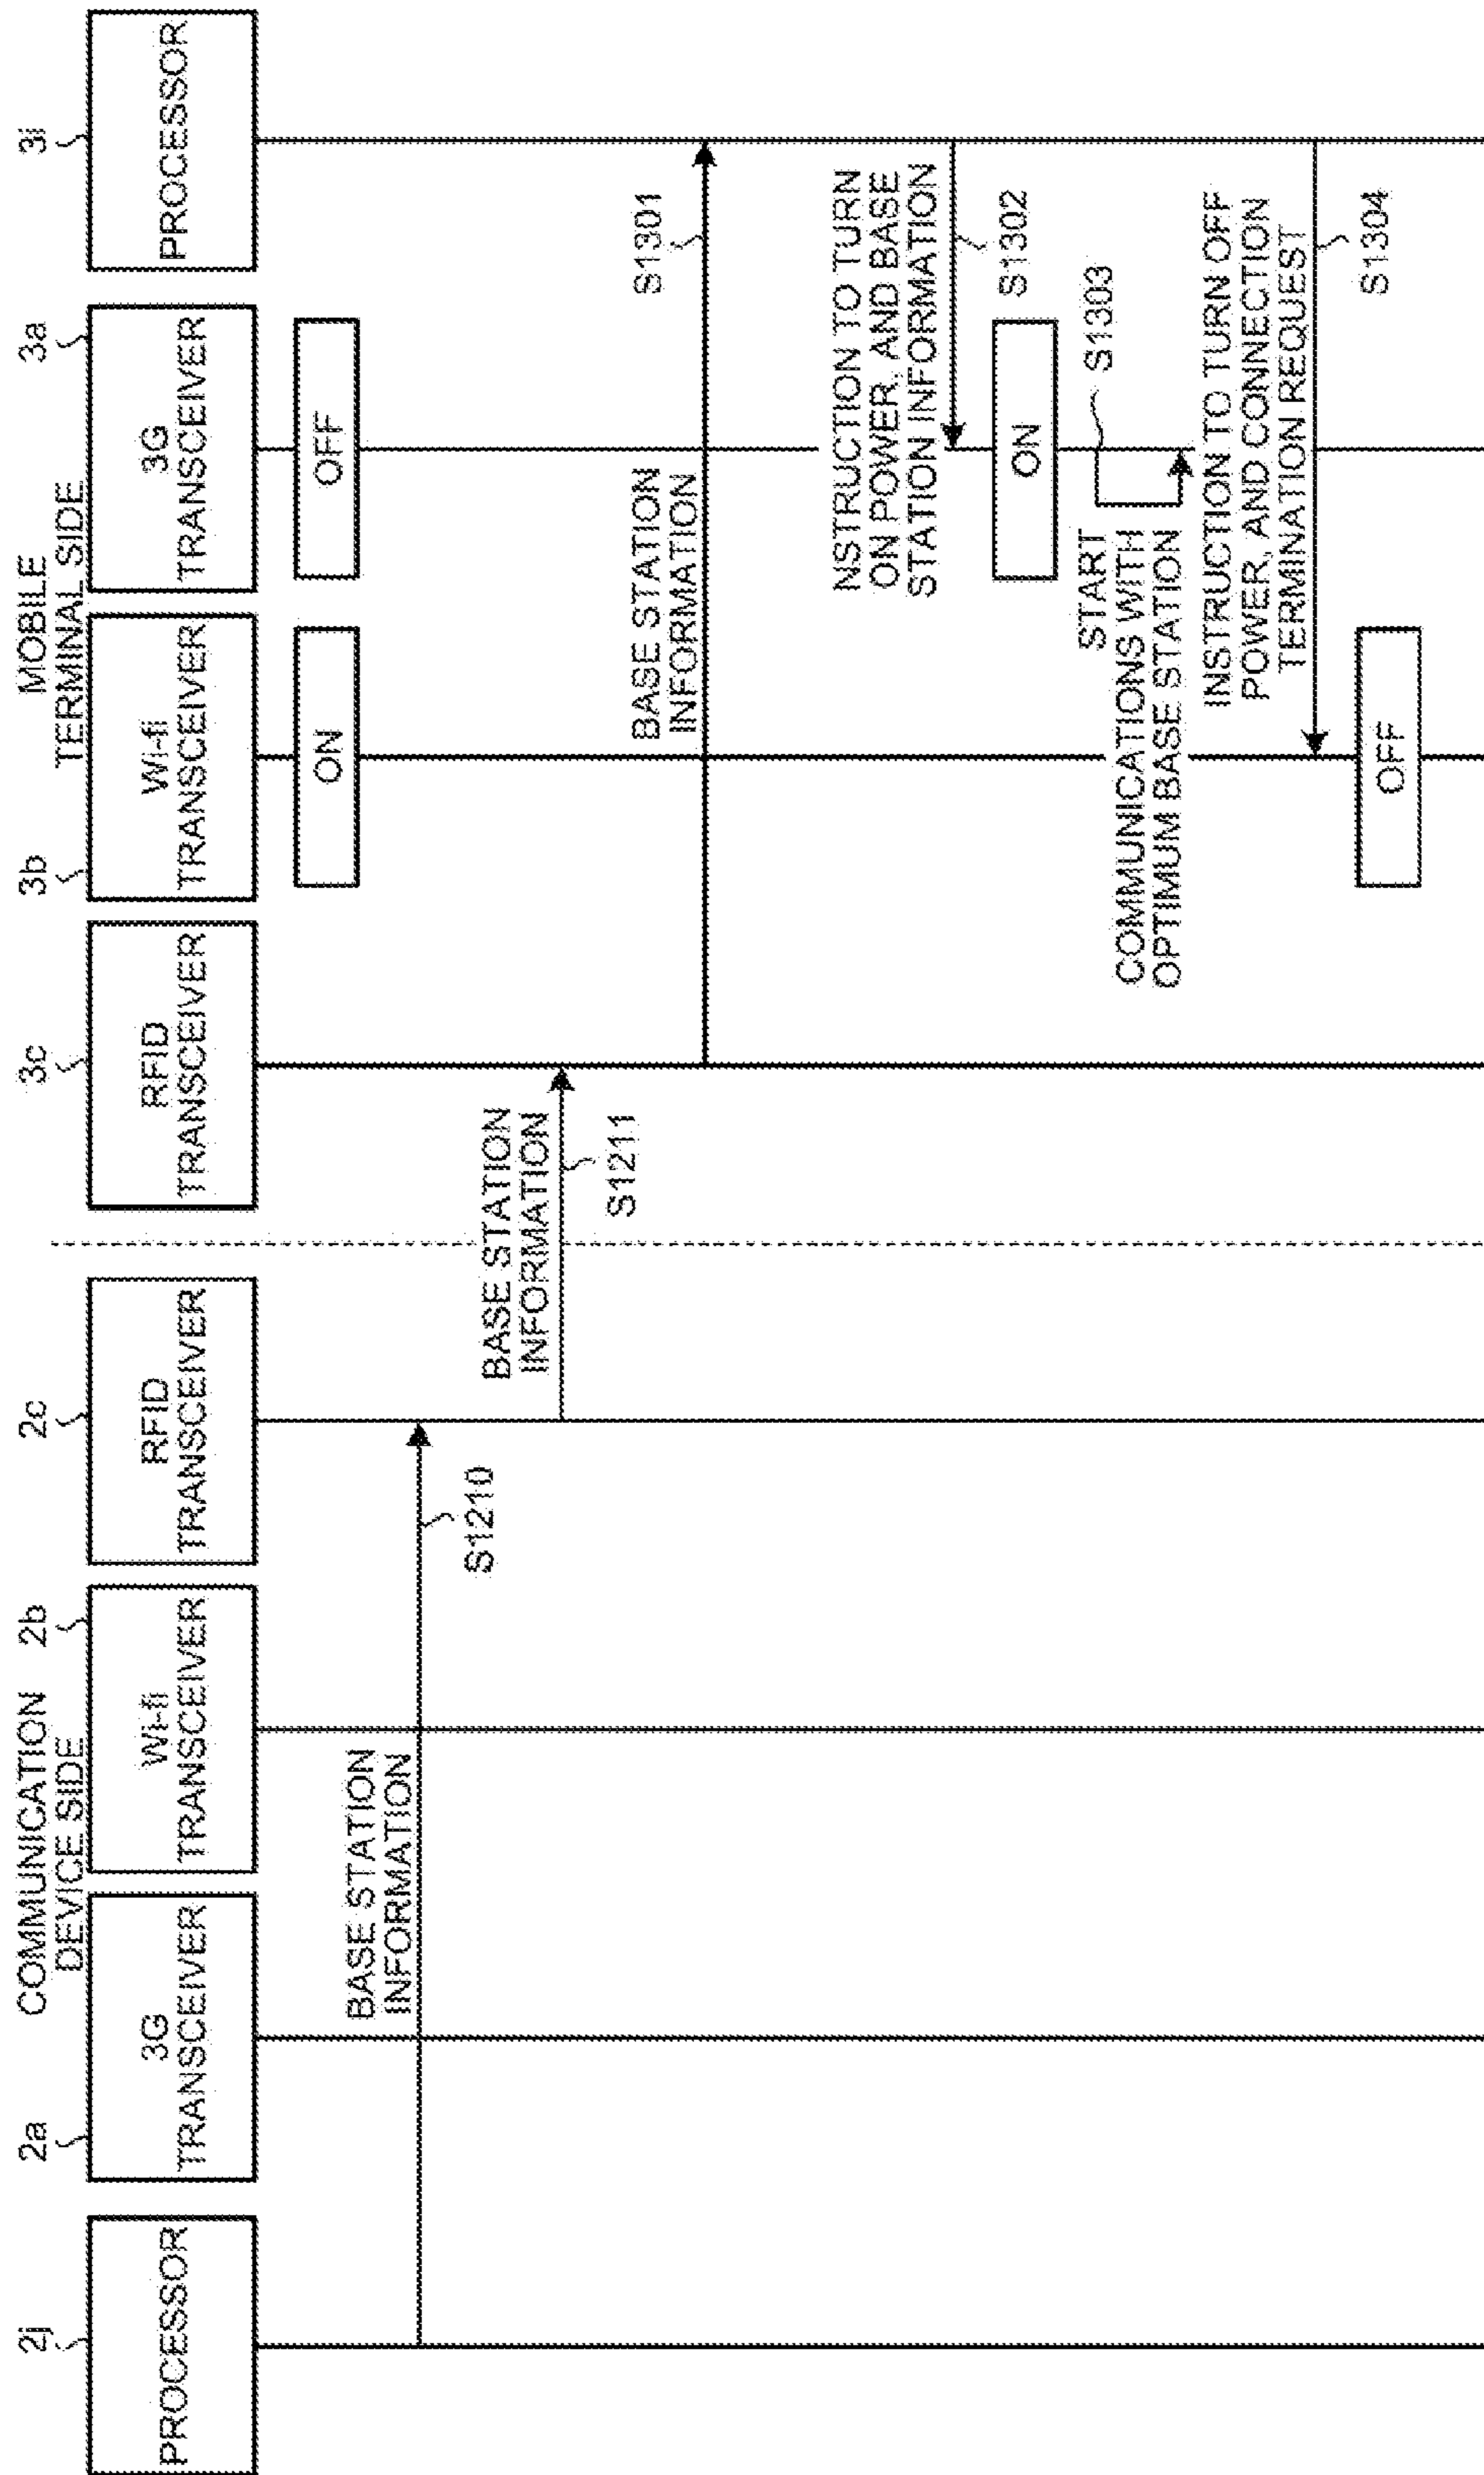 COMMUNICATION
DEVICE SIDE
MOBILE
TERMINAL SIDE
2j
2a
2b
2c
3c
3b
3a
3i
PROCESSOR
3G
TRANSCEIVER
Wi-fi
TRANSCEIVER
RFID
TRANSCEIVER
RFID
TRANSCEIVER
Wi-fi
TRANSCEIVER
3G
TRANSCEIVER
PROCESSOR
ON
OFF
BASE STATION
INFORMATION
S1210
BASE STATION
INFORMATION
S1211
BASE STATION
INFORMATION
S1301
NSTRUCTION TO TURN
ON POWER, AND BASE
STATION INFORMATION
S1302
ON
START
COMMUNICATIONS WITH
OPTIMUM BASE STATION
S1303
INSTRUCTION TO TURN OFF
POWER, AND CONNECTION
TERMINATION REQUEST
S1304
OFF